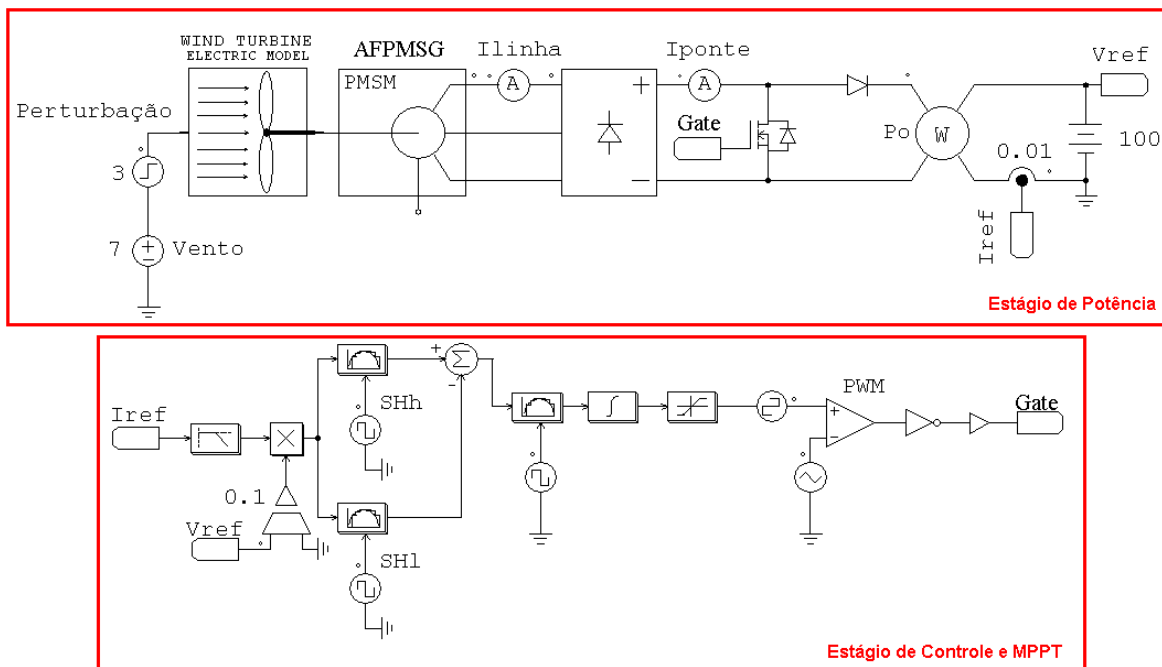 WIND TURBINE
ELECTRIC MODEL
AFPMSG
Ilinha
Iponte
Vref
PMSM
A
A
+
Perturbação
Gate
Po
W
0.01
100
3
7
+
Vento
Iref
Estágio de Potência
+
Σ
-
SHh
PWM
Iref
Gate
+
-
0.1
Vref
SHl
Estágio de Controle e MPPT